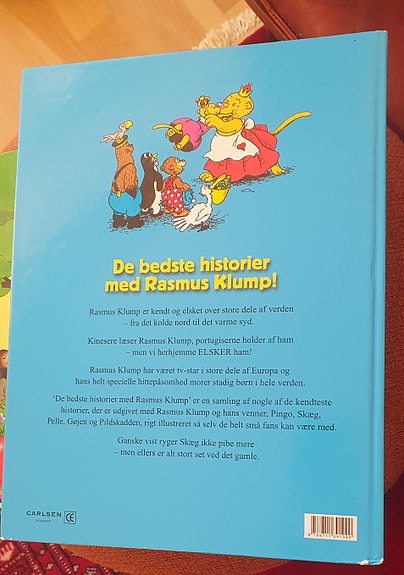 De bedste historier
med Rasmus Klump!
Rasmus Klump er kendt og elsket over store dele af verden
– fra det kolde nord til det varme syd.
Kinesere læser Rasmus Klump, portugiserne holder af ham
– men vi herhjemme ELSKER ham!
Rasmus Klump har været tv-star i store dele af Europa og
hans helt specielle hittepåsomhed morer stadig børn i hele verden.
'De bedste historier med Rasmus Klump' er en samling af nogle af de kendteste
historier, der er udgivet med Rasmus Klump og hans venner, Pingo, Skæg,
Pelle, Gøjen og Pildskadden, rigt illustreret så selv de helt små fans kan være med.
Ganske vist ryger Skæg ikke pibe mere
– men ellers er alt stort set ved det gamle.
CARLSEN